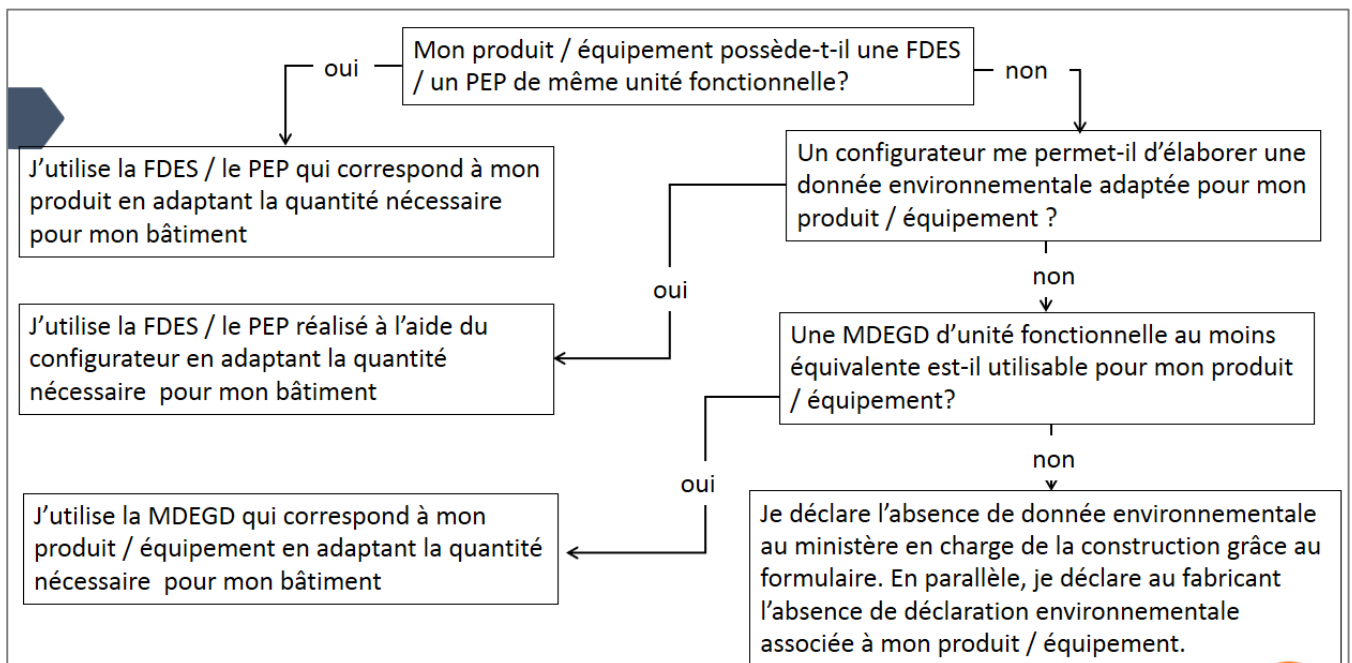 Mon produit / équipement possède-t-il une FDES
/ un PEP de même unité fonctionnelle?
oui
non
J'utilise la FDES / le PEP qui correspond à mon
produit en adaptant la quantité nécessaire
pour mon bâtiment
Un configurateur me permet-il d'élaborer une
donnée environnementale adaptée pour mon
produit / équipement ?
oui
non
J'utilise la FDES / le PEP réalisé à l'aide du
configurateur en adaptant la quantité
nécessaire pour mon bâtiment
Une MDEGD d'unité fonctionnelle au moins
équivalente est-il utilisable pour mon produit
/ équipement?
oui
non
J'utilise la MDEGD qui correspond à mon
produit / équipement en adaptant la quantité
nécessaire pour mon bâtiment
Je déclare l'absence de donnée environnementale
au ministère en charge de la construction grâce au
formulaire. En parallèle, je déclare au fabricant
l'absence de déclaration environnementale
associée à mon produit / équipement.